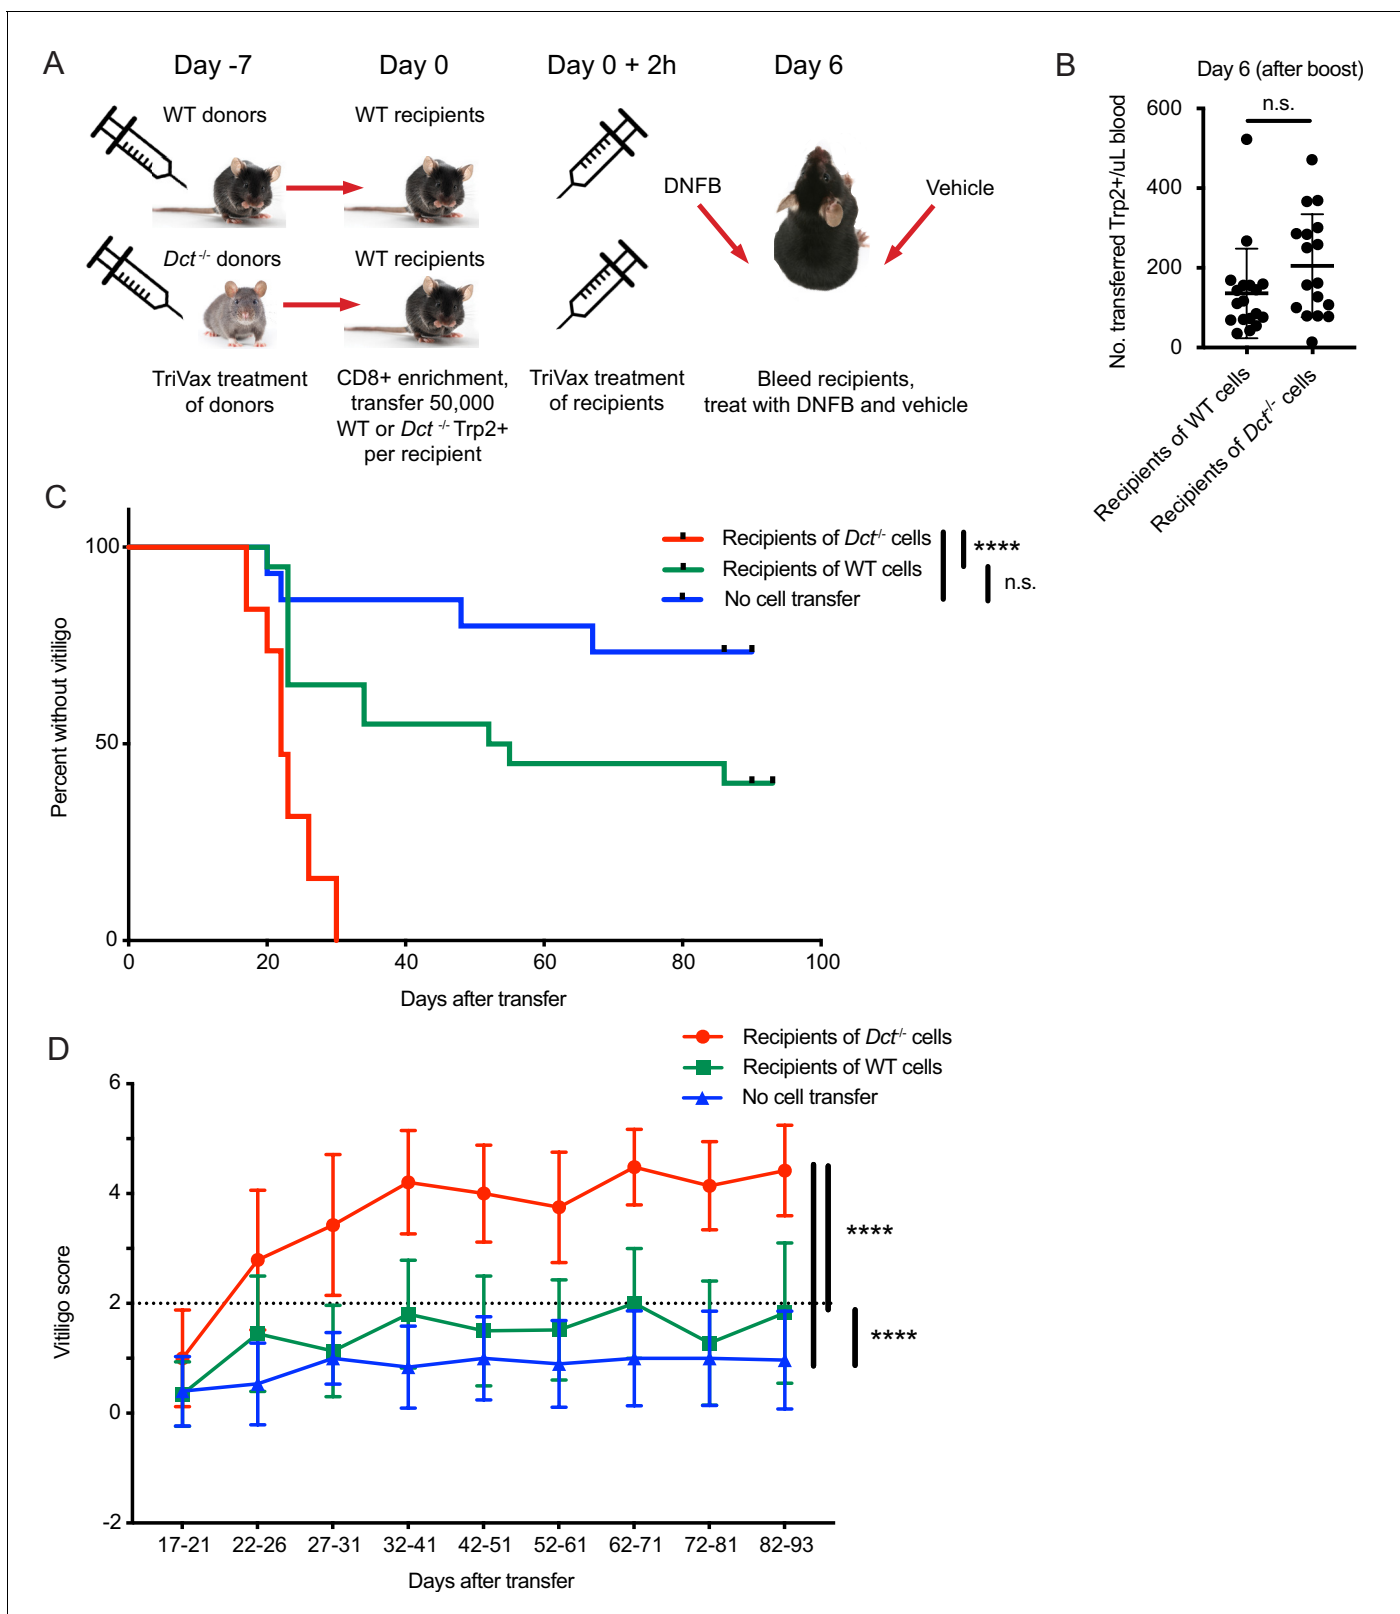 A
Day -7
Day 0
Day 0 + 2h
Day 6
WT donors
WT recipients
DNFB
Vehicle
Dct -/- donors
WT recipients
TriVax treatment
of donors
CD8+ enrichment,
transfer 50,000
WT or Dct -/- Trp2+
per recipient
TriVax treatment
of recipients
Bleed recipients,
treat with DNFB and vehicle
B
Day 6 (after boost)
n.s.
No. transferred Trp2+/uL blood
600
400
200
0
Recipients of WT cells
Recipients of Dct-/- cells
C
Percent without vitiligo
100
50
0
0
20
40
60
80
100
Days after transfer
Recipients of Dct-/- cells
Recipients of WT cells
No cell transfer
****
n.s.
D
Recipients of Dct-/- cells
Recipients of WT cells
No cell transfer
Vitiligo score
6
4
2
0
-2
****
****
17-21
22-26
27-31
32-41
42-51
52-61
62-71
72-81
82-93
Days after transfer